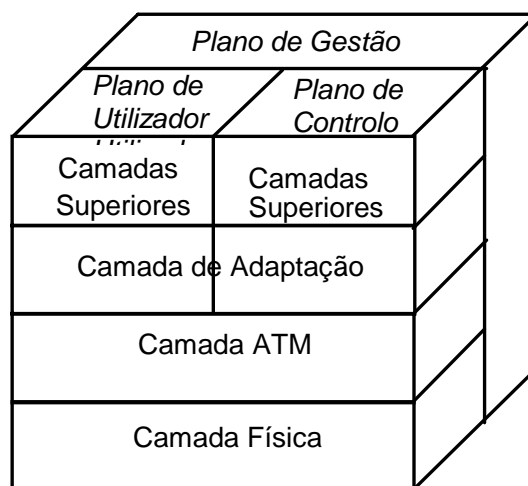 Plano de Gestão
Plano de
Utilizador
Plano de
Controlo
Camadas
Superiores
Camadas
Superiores
Camada de Adaptação
Camada ATM
Camada Física